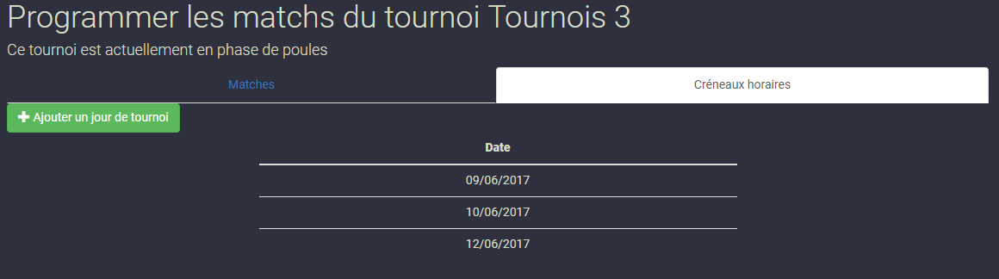 Programmer les matchs du tournoi Tournois 3
Ce tournoi est actuellement en phase de poules
Matches Créneaux horaires
Ajouter un jour de tournoi
Date
09/06/2017
10/06/2017
12/06/2017